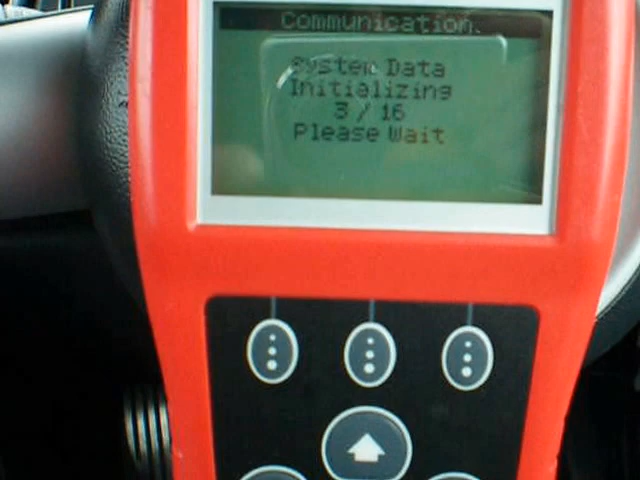 Communication.
System Data
Initializing
3 / 16
Please Wait